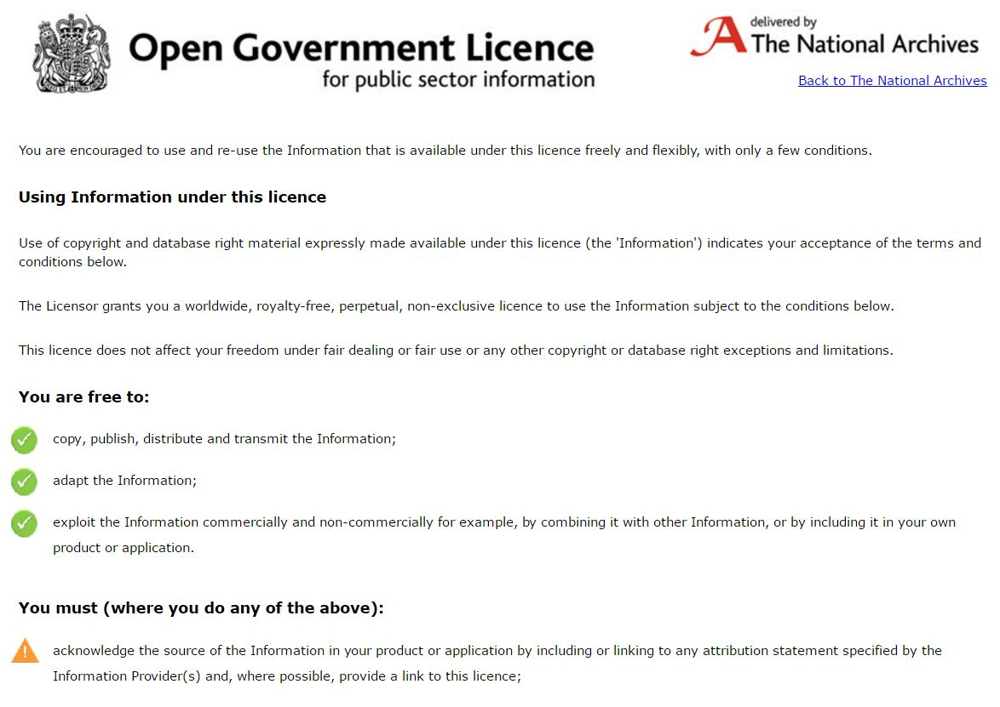 Open Government Licence
for public sector information
delivered by
The National Archives
Back to The National Archives
You are encouraged to use and re-use the Information that is available under this licence freely and flexibly, with only a few conditions.
Using Information under this licence
Use of copyright and database right material expressly made available under this licence (the 'Information') indicates your acceptance of the terms and
conditions below.
The Licensor grants you a worldwide, royalty-free, perpetual, non-exclusive licence to use the Information subject to the conditions below.
This licence does not affect your freedom under fair dealing or fair use or any other copyright or database right exceptions and limitations.
You are free to:
copy, publish, distribute and transmit the Information;
adapt the Information;
exploit the Information commercially and non-commercially for example, by combining it with other Information, or by including it in your own
product or application.
You must (where you do any of the above):
acknowledge the source of the Information in your product or application by including or linking to any attribution statement specified by the
Information Provider(s) and, where possible, provide a link to this licence;